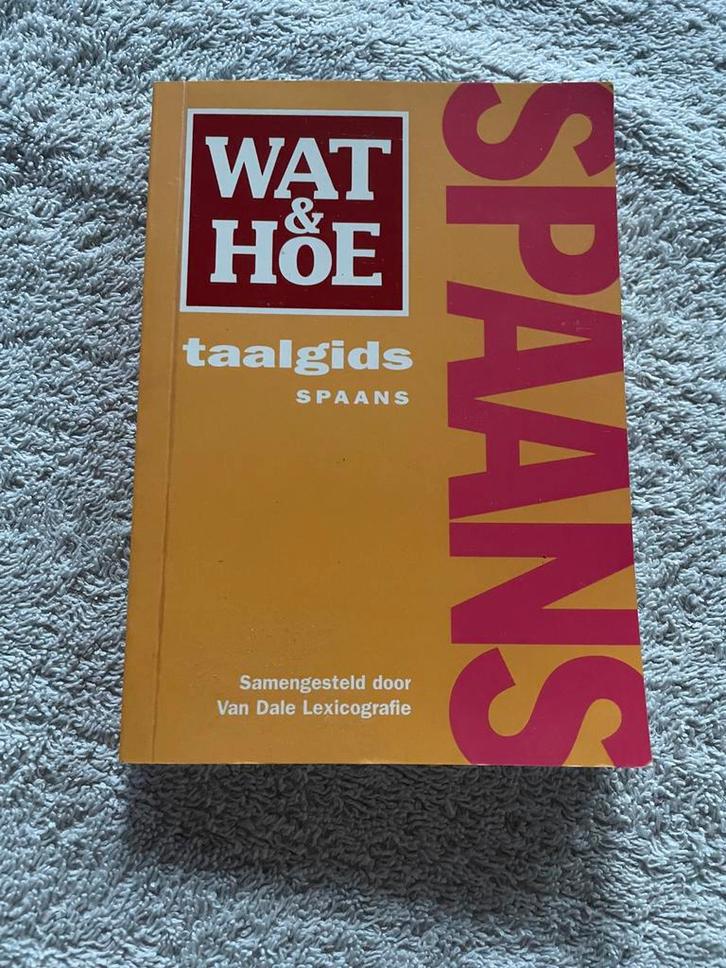 WAT
&
HOE
taalgids
SPAANS
SPAANS
Samengesteld door
Van Dale Lexicografie